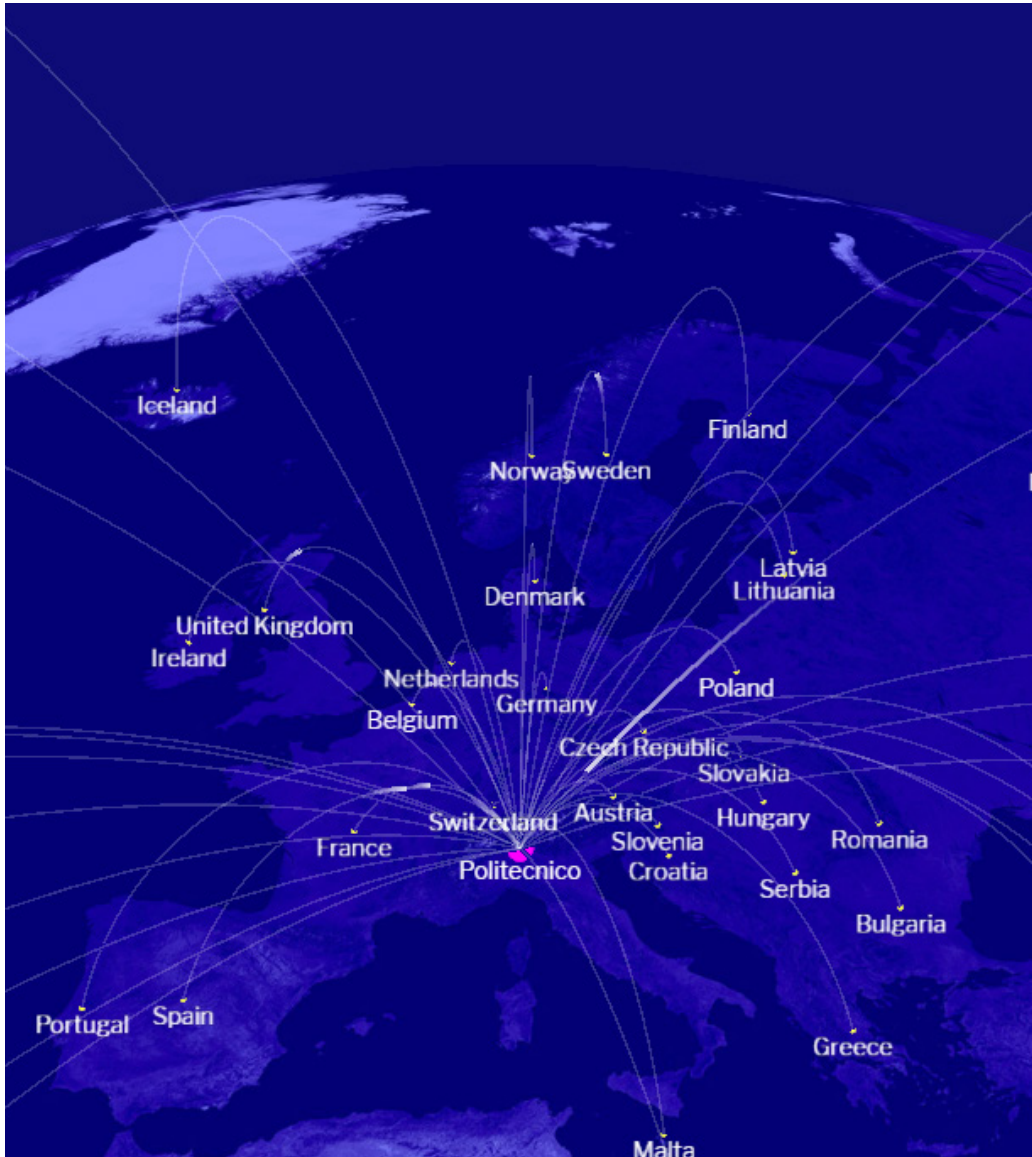 Iceland
Finland
Norway
Sweden
Latvia
Lithuania
Denmark
United Kingdom
Ireland
Netherlands
Poland
Germany
Belgium
Czech Republic
Slovakia
Austria
Hungary
Switzerland
Romania
Slovenia
France
Croatia
Politecnico
Serbia
Bulgaria
Spain
Portugal
Greece
Malta